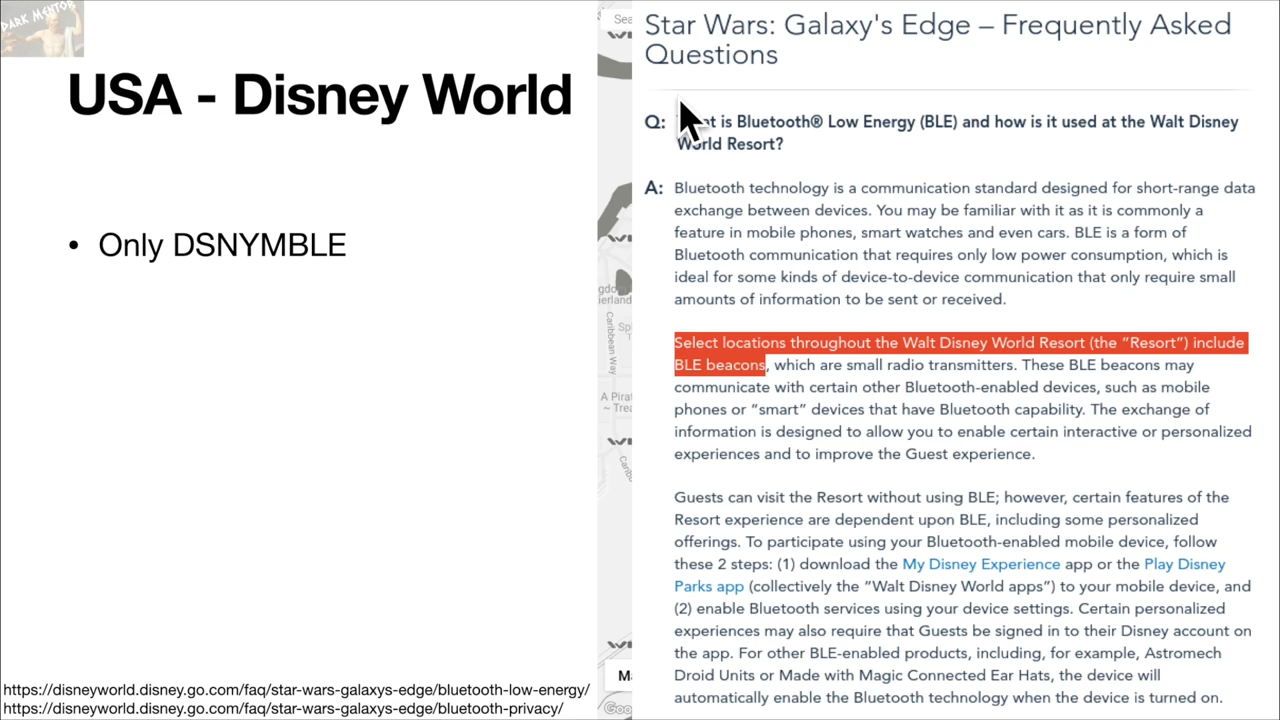 DARK MENTOR
USA - Disney World
• Only DSNYMBLE
https://disneyworld.disney.go.com/faq/star-wars-galaxys-edge/bluetooth-low-energy/
https://disneyworld.disney.go.com/faq/star-wars-galaxys-edge/bluetooth-privacy/
Sea
Caribbean Way
A Pirat
~ Trea
Star Wars: Galaxy's Edge – Frequently Asked
Questions
Q: is Bluetooth® Low Energy (BLE) and how is it used at the Walt Disney
World Resort?
A: Bluetooth technology is a communication standard designed for short-range data
exchange between devices. You may be familiar with it as it is commonly a
feature in mobile phones, smart watches and even cars. BLE is a form of
Bluetooth communication that requires only low power consumption, which is
ideal for some kinds of device-to-device communication that only require small
amounts of information to be sent or received.
Select locations throughout the Walt Disney World Resort (the “Resort”) include
BLE beacons, which are small radio transmitters. These BLE beacons may
communicate with certain other Bluetooth-enabled devices, such as mobile
phones or “smart” devices that have Bluetooth capability. The exchange of
information is designed to allow you to enable certain interactive or personalized
experiences and to improve the Guest experience.
Guests can visit the Resort without using BLE; however, certain features of the
Resort experience are dependent upon BLE, including some personalized
offerings. To participate using your Bluetooth-enabled mobile device, follow
these 2 steps: (1) download the My Disney Experience app or the Play Disney
Parks app (collectively the “Walt Disney World apps”) to your mobile device, and
(2) enable Bluetooth services using your device settings. Certain personalized
experiences may also require that Guests be signed in to their Disney account on
the app. For other BLE-enabled products, including, for example, Astromech
Droid Units or Made with Magic Connected Ear Hats, the device will
automatically enable the Bluetooth technology when the device is turned on.